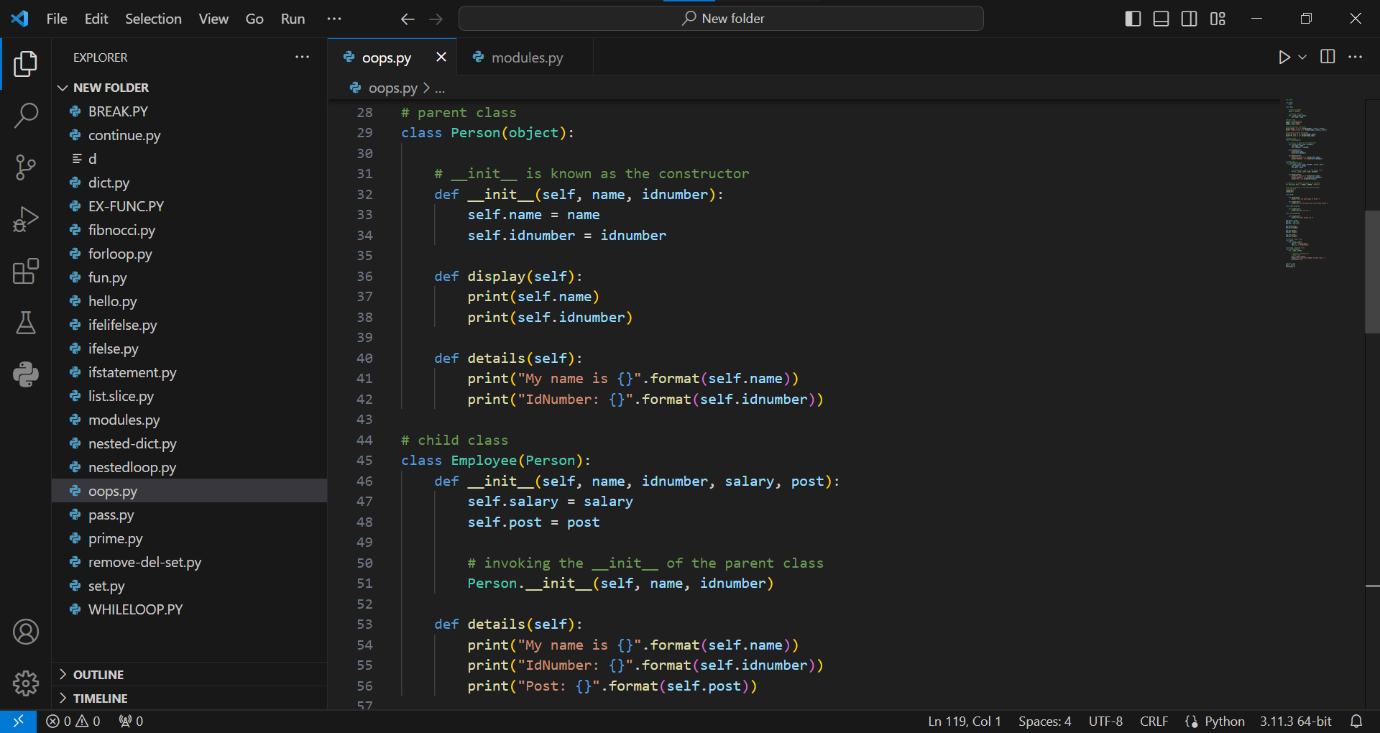 File Edit Selection View Go Run ...
New folder
EXPLORER ...
NEW FOLDER
BREAK.PY
continue.py
d
dict.py
EX-FUNC.PY
fibnocci.py
forloop.py
fun.py
hello.py
ifelifelse.py
ifelse.py
ifstatement.py
list.slice.py
modules.py
nested-dict.py
nestedloop.py
oops.py
pass.py
prime.py
remove-del-set.py
set.py
WHILELOOP.PY
OUTLINE
TIMELINE
oops.py modules.py
oops.py > ...
28 # parent class
29 class Person(object):
30
31 # __init__ is known as the constructor
32 def __init__(self, name, idnumber):
33 self.name = name
34 self.idnumber = idnumber
35
36 def display(self):
37 print(self.name)
38 print(self.idnumber)
39
40 def details(self):
41 print("My name is {}".format(self.name))
42 print("IdNumber: {}".format(self.idnumber))
43
44 # child class
45 class Employee(Person):
46 def __init__(self, name, idnumber, salary, post):
47 self.salary = salary
48 self.post = post
49
50 # invoking the __init__ of the parent class
51 Person.__init__(self, name, idnumber)
52
53 def details(self):
54 print("My name is {}".format(self.name))
55 print("IdNumber: {}".format(self.idnumber))
56 print("Post: {}".format(self.post))
57
0 0 0 Ln 119, Col 1 Spaces: 4 UTF-8 CRLF Python 3.11.3 64-bit